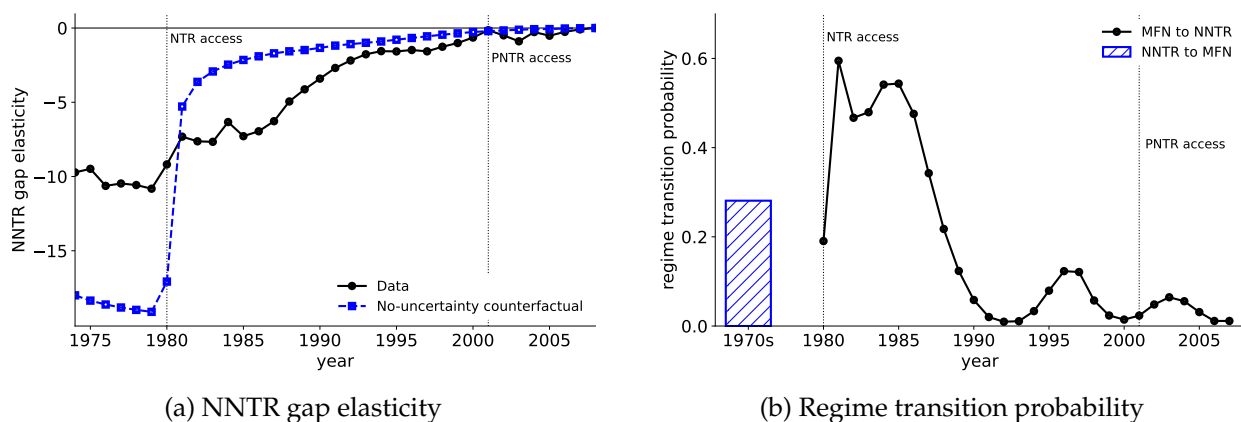 0
−5
−10
−15
NNTR gap elasticity
NTR access
PNTR access
Data
No-uncertainty counterfactual
1975 1980 1985 1990 1995 2000 2005
year
(a) NNTR gap elasticity
0.6
0.4
0.2
0.0
regime transition probability
NTR access
MFN to NNTR
NNTR to MFN
PNTR access
1970s 1980 1985 1990 1995 2000 2005
year
(b) Regime transition probability